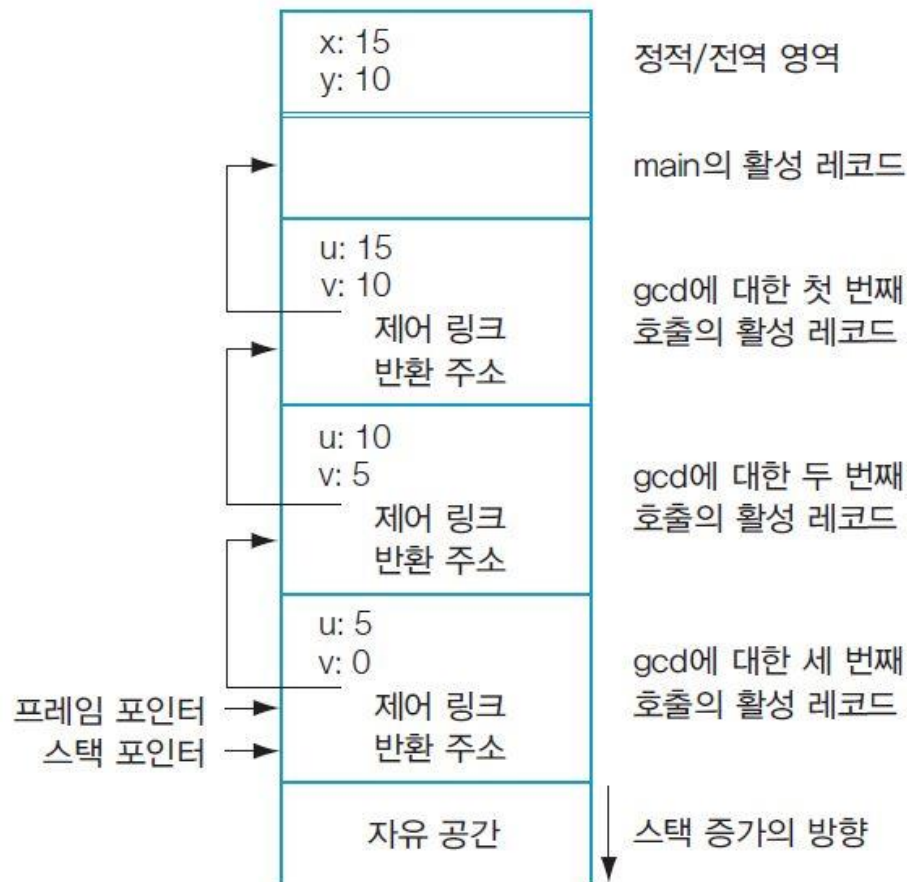 x: 15
y: 10
정적/전역 영역
main의 활성 레코드
u: 15
v: 10
제어 링크
반환 주소
gcd에 대한 첫 번째
호출의 활성 레코드
u: 10
v: 5
제어 링크
반환 주소
gcd에 대한 두 번째
호출의 활성 레코드
u: 5
v: 0
제어 링크
반환 주소
gcd에 대한 세 번째
호출의 활성 레코드
프레임 포인터
스택 포인터
자유 공간
스택 증가의 방향